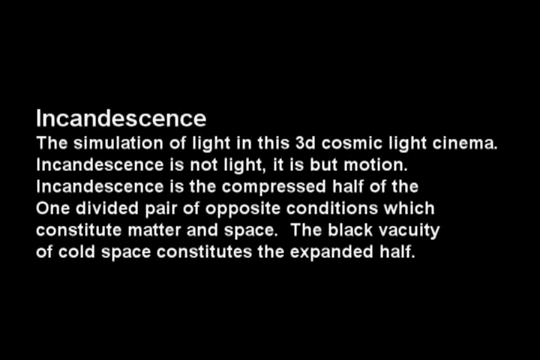 Incandescence
The simulation of light in this 3d cosmic light cinema.
Incandescence is not light, it is but motion.
Incandescence is the compressed half of the
One divided pair of opposite conditions which
constitute matter and space.  The black vacuity
of cold space constitutes the expanded half.